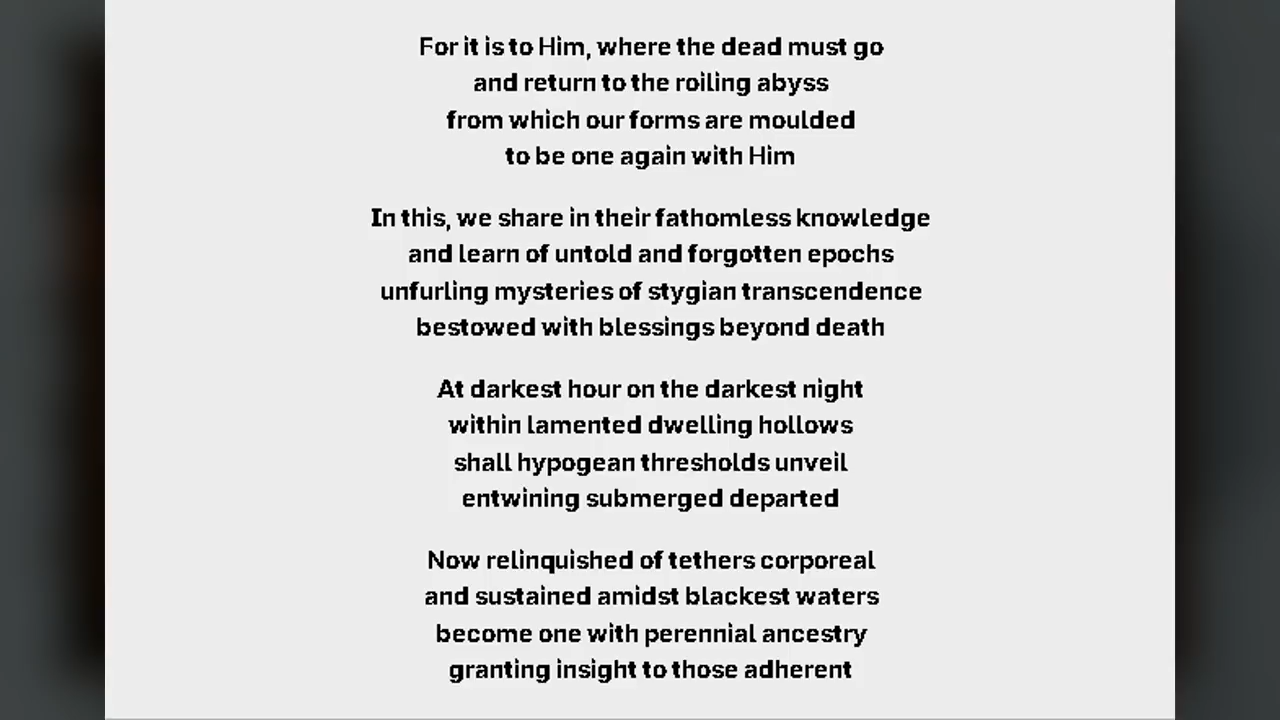 For it is to Him, where the dead must go
and return to the roiling abyss
from which our forms are moulded
to be one again with Him
In this, we share in their fathomless knowledge
and learn of untold and forgotten epochs
unfurling mysteries of stygian transcendence
bestowed with blessings beyond death
At darkest hour on the darkest night
within lamented dwelling hollows
shall hypogean thresholds unveil
entwining submerged departed
Now relinquished of tethers corporeal
and sustained amidst blackest waters
become one with perennial ancestry
granting insight to those adherent